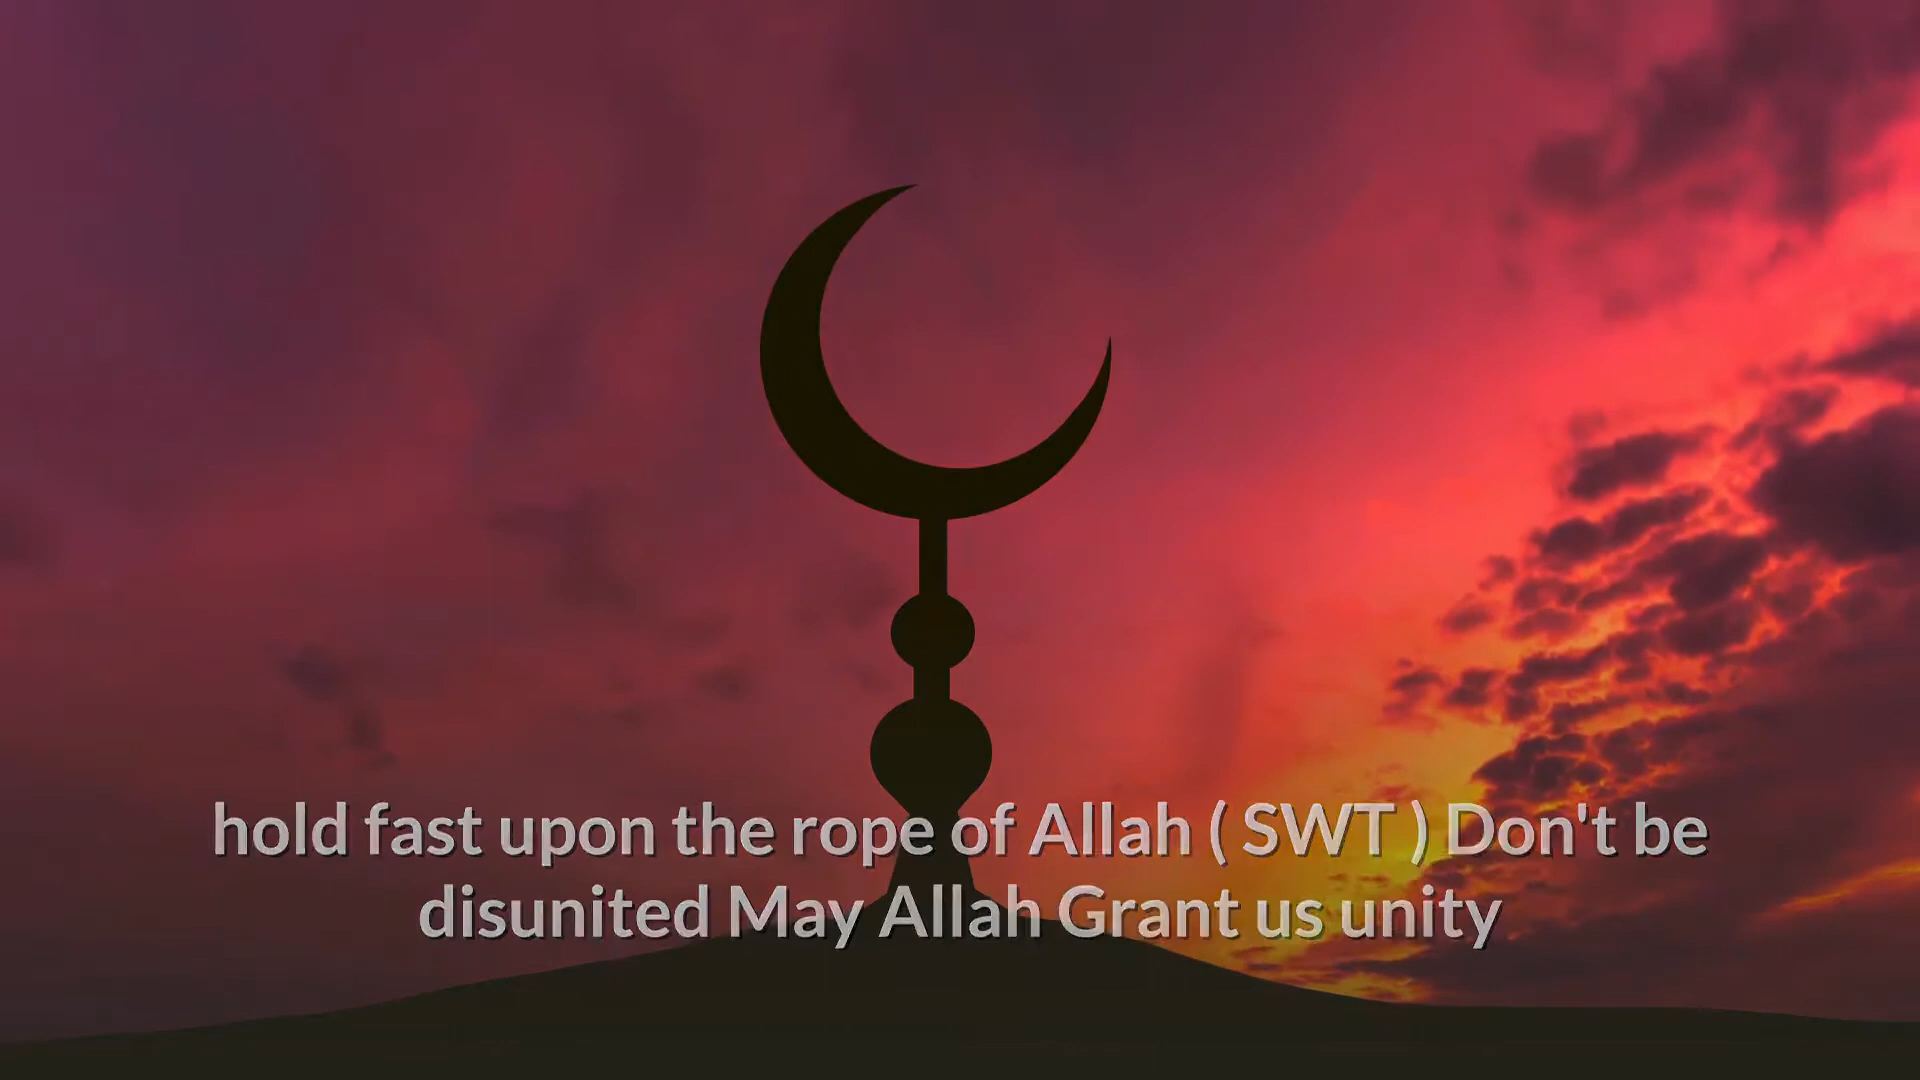 hold fast upon the rope of Allah ( SWT ) Don't be
disunited May Allah Grant us unity